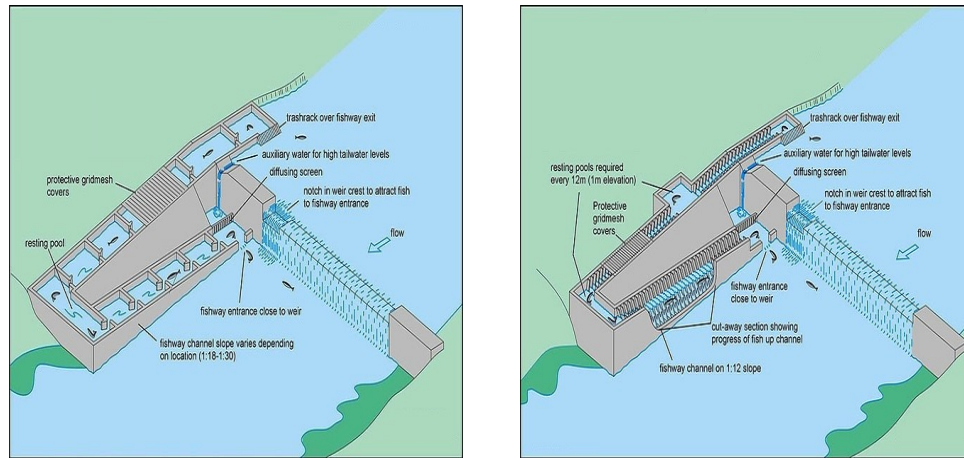 trashrack over fishway exit
auxiliary water for high tailwater levels
diffusing screen
protective gridmesh
covers
notch in weir crest to attract fish
to fishway entrance
flow
resting pool
fishway entrance close to weir
fishway channel slope varies depending
on location (1:18-1:30)
trashrack over fishway exit
auxiliary water for high tailwater levels
resting pools required
every 12m (1m elevation)
diffusing screen
notch in weir crest to attract fish
to fishway entrance
Protective
gridmesh
covers
flow
fishway entrance
close to weir
cut-away section showing
progress of fish up channel
fishway channel on 1:12 slope